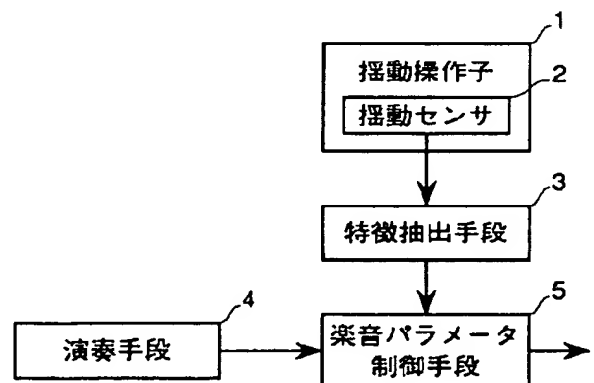 1
揺動操作子
2
揺動センサ
3
特徴抽出手段
4
演奏手段
5
楽音パラメータ
制御手段